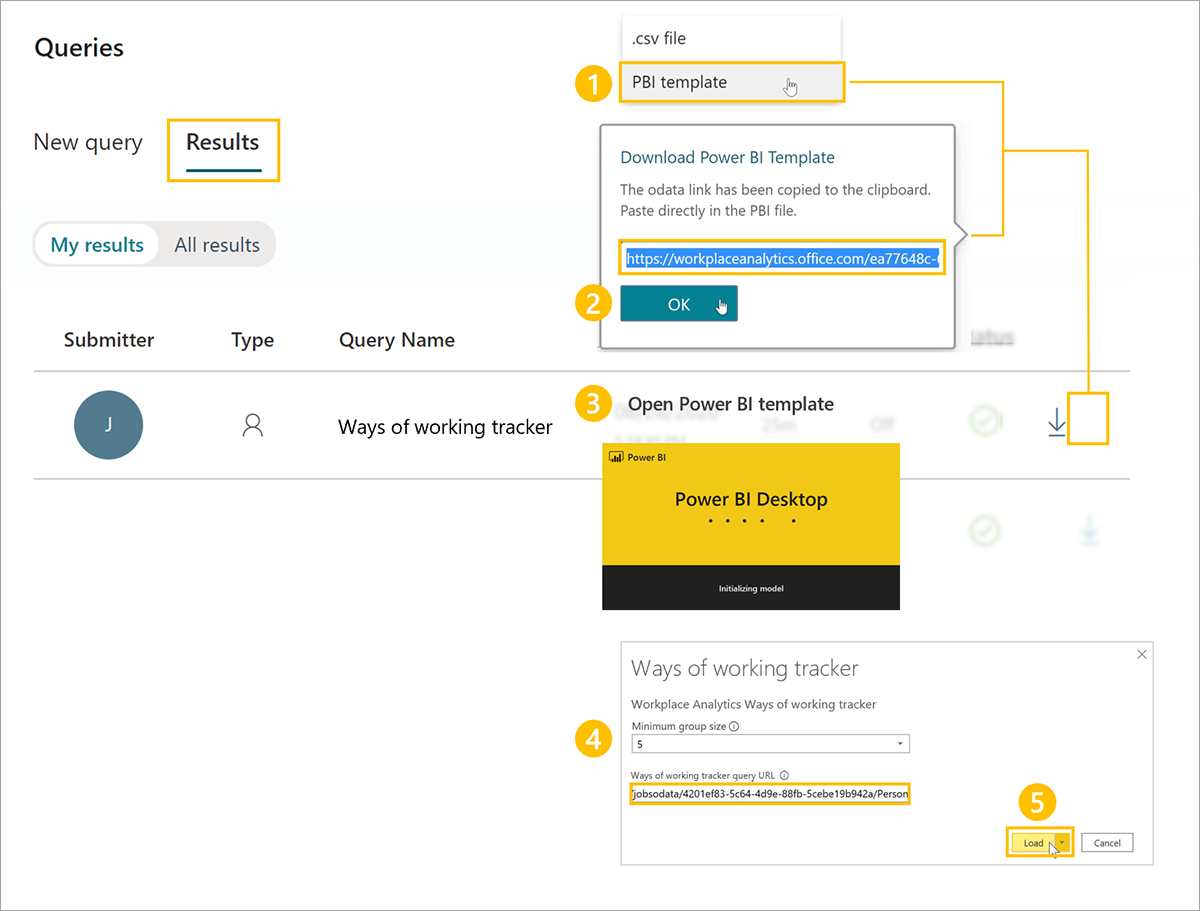 Queries
New query
Results
My results
All results
Submitter
Type
Query Name
J
Ways of working tracker
.csv file
1
PBI template
Download Power BI Template
The odata link has been copied to the clipboard.
Paste directly in the PBI file.
https://workplaceanalytics.office.com/ea77648c-
2
OK
3
Open Power BI template
25m
Off
Power BI
Power BI Desktop
Initializing model
4
Ways of working tracker
Workplace Analytics Ways of working tracker
Minimum group size
5
Ways of working tracker query URL
jobsodata/4201ef83-5c64-4d9e-88fb-5cebe19b942a/Person
5
Load
Cancel